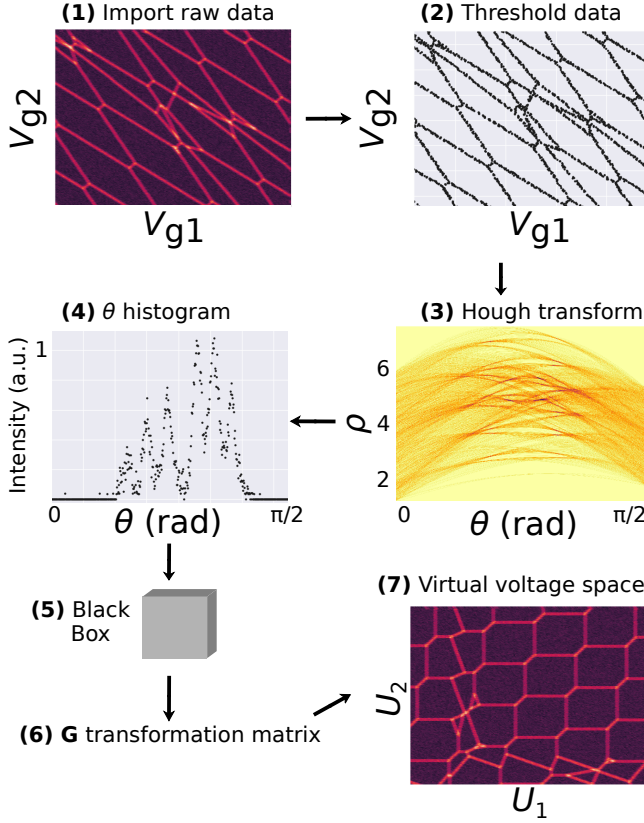 (1) Import raw data
Vg2
Vg1
(2) Threshold data
Vg2
Vg1
(3) Hough transform
6
4
2
ρ
0
π/2
θ (rad)
(4) θ histogram
1
Intensity (a.u.)
0
π/2
θ (rad)
(5) Black
Box
(6) G transformation matrix
(7) Virtual voltage space
U2
U1